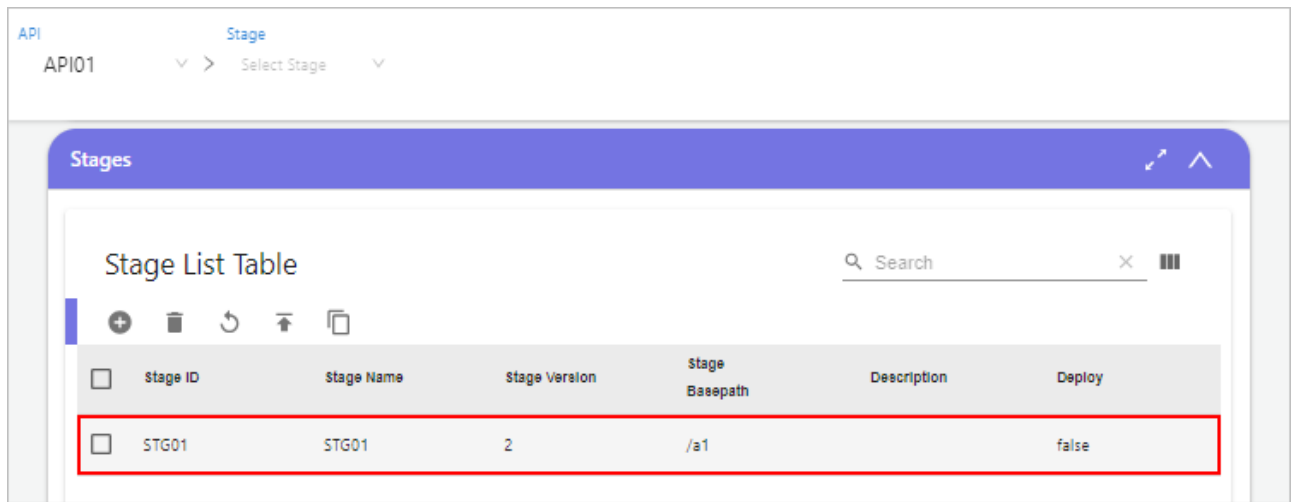 API Stage
API01 > Select Stage
Stages
Stage List Table
Search
Stage ID Stage Name Stage Version Stage Basepath Description Deploy
STG01 STG01 2 /a1 false